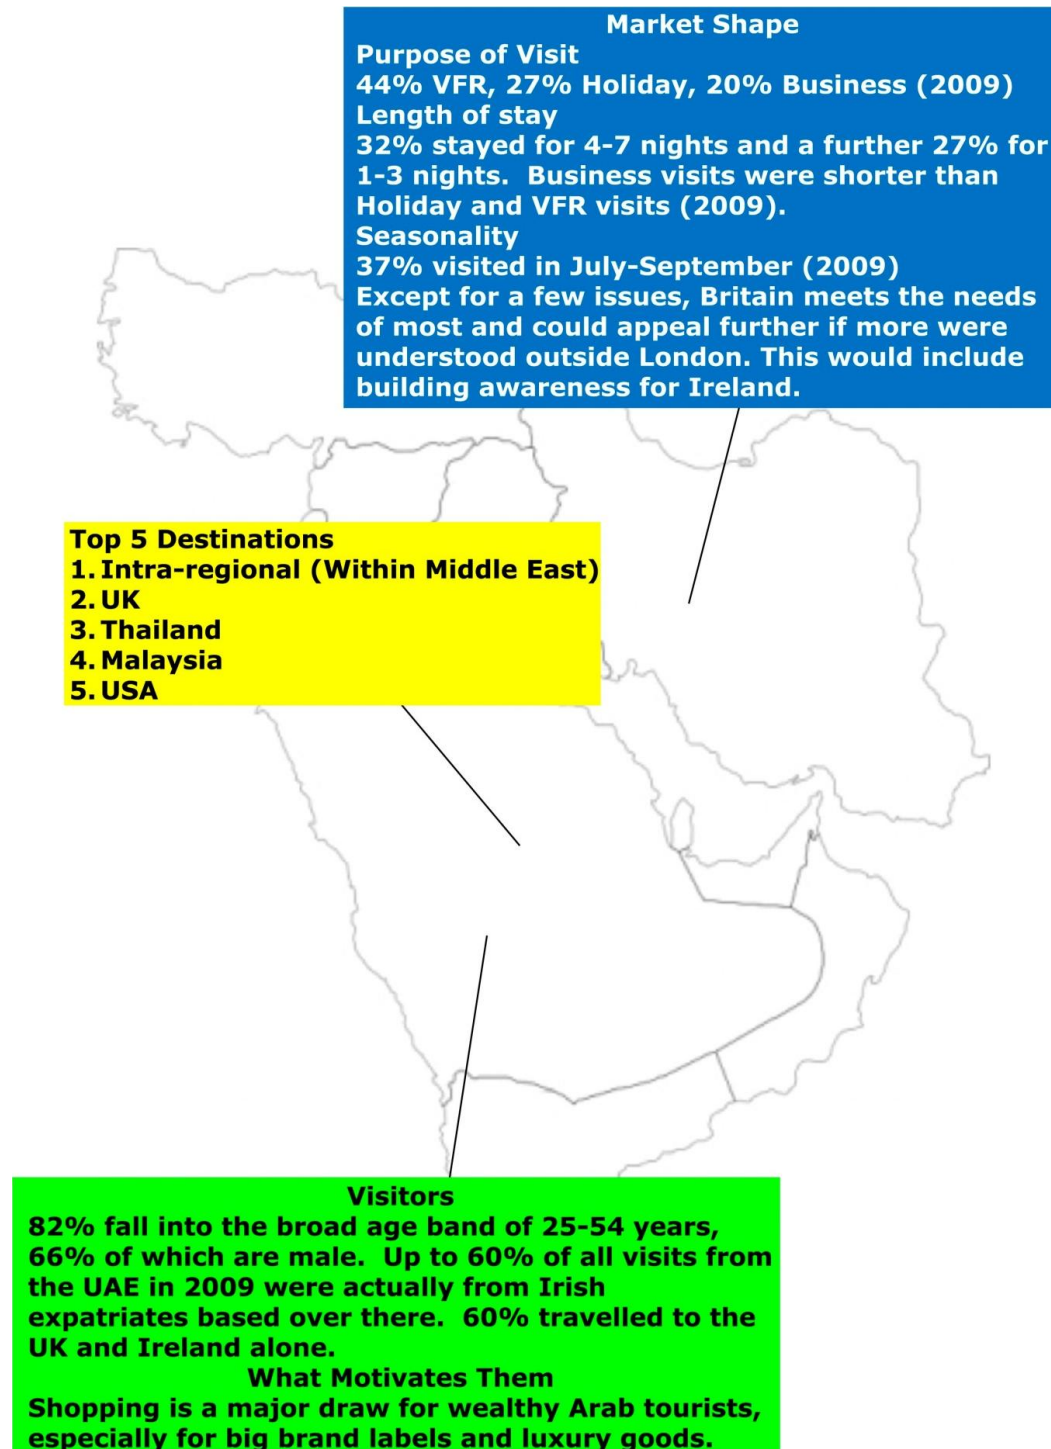 Market Shape
Purpose of Visit
44% VFR, 27% Holiday, 20% Business (2009)
Length of stay
32% stayed for 4-7 nights and a further 27% for
1-3 nights.  Business visits were shorter than
Holiday and VFR visits (2009).
Seasonality
37% visited in July-September (2009)
Except for a few issues, Britain meets the needs
of most and could appeal further if more were
understood outside London. This would include
building awareness for Ireland.
Top 5 Destinations
1. Intra-regional (Within Middle East)
2. UK
3. Thailand
4. Malaysia
5. USA
Visitors
82% fall into the broad age band of 25-54 years,
66% of which are male.  Up to 60% of all visits from
the UAE in 2009 were actually from Irish
expatriates based over there.  60% travelled to the
UK and Ireland alone.
What Motivates Them
Shopping is a major draw for wealthy Arab tourists,
especially for big brand labels and luxury goods.